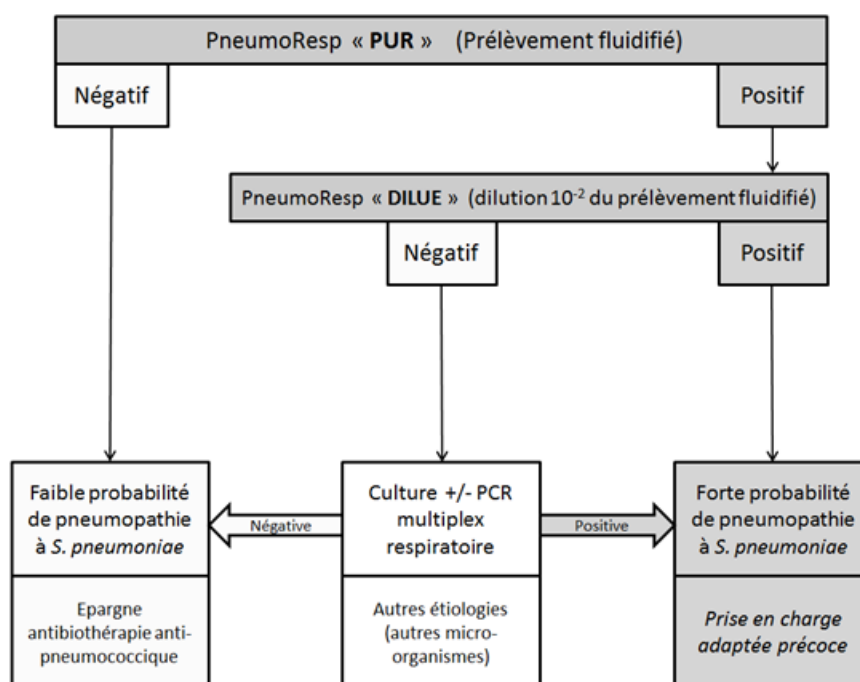 PneumoResp « PUR » (Prélèvement fluidifié)
Négatif
Positif
PneumoResp « DILUE » (dilution 10⁻² du prélèvement fluidifié)
Négatif
Positif
Faible probabilité
de pneumopathie
à S. pneumoniae
Négative
Culture +/- PCR
multiplex
respiratoire
Positive
Forte probabilité
de pneumopathie
à S. pneumoniae
Epargne
antibiothérapie anti-
pneumococcique
Autres étiologies
(autres micro-
organismes)
Prise en charge
adaptée précoce